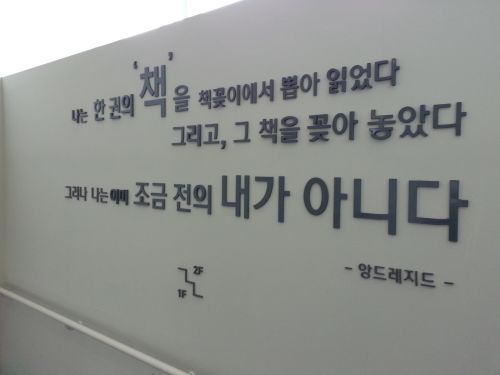 나는 한 권의 '책'을 책꽂이에서 뽑아 읽었다
그리고, 그 책을 꽂아 놓았다
그러나 나는 이미 조금 전의 내가 아니다
- 앙드레지드 -
2F
1F